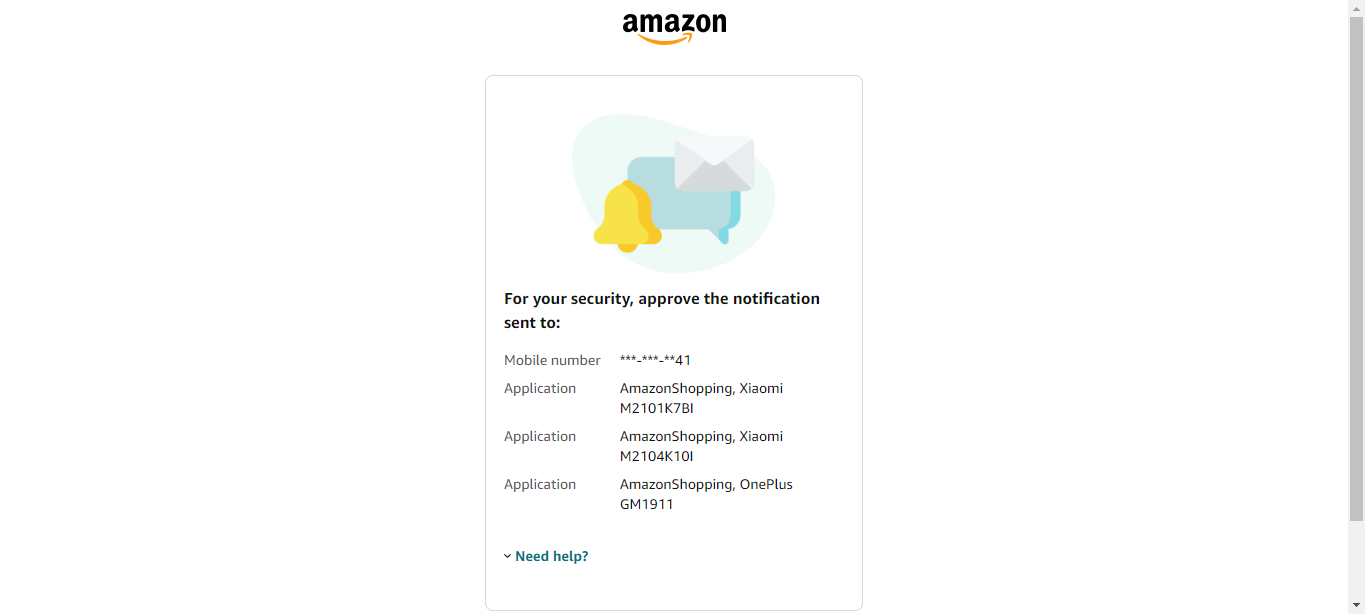 amazon
For your security, approve the notification
sent to:
Mobile number ***-***-**41
Application AmazonShopping, Xiaomi
M2101K7BI
Application AmazonShopping, Xiaomi
M2104K10I
Application AmazonShopping, OnePlus
GM1911
Need help?